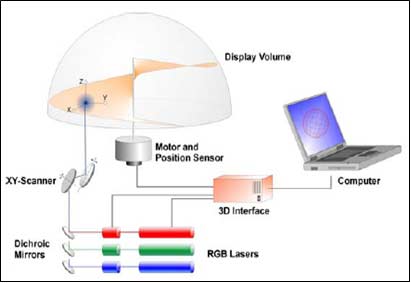 Display Volume
Z
Y
X
Motor and
Position Sensor
XY-Scanner
Computer
3D Interface
Dichroic
Mirrors
RGB Lasers